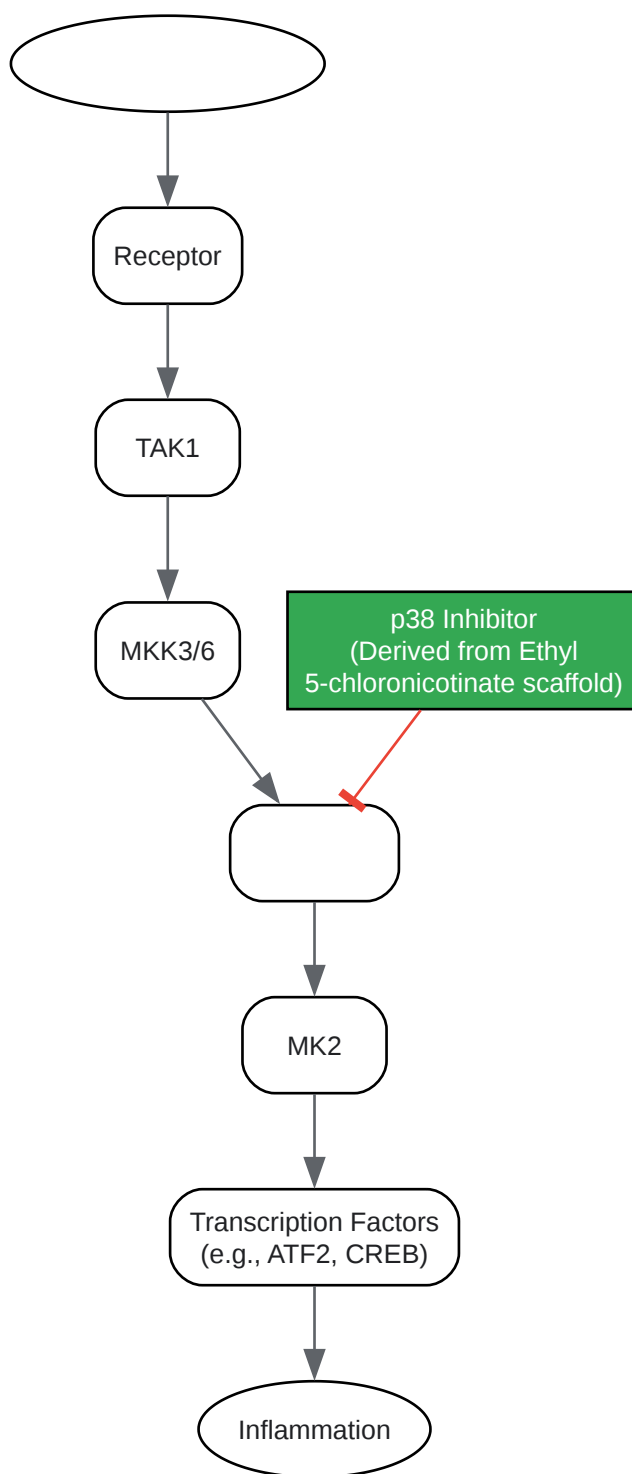 Receptor
TAK1
MKK3/6
p38 Inhibitor
(Derived from Ethyl
5-chloronicotinate scaffold)
MK2
Transcription Factors
(e.g., ATF2, CREB)
Inflammation